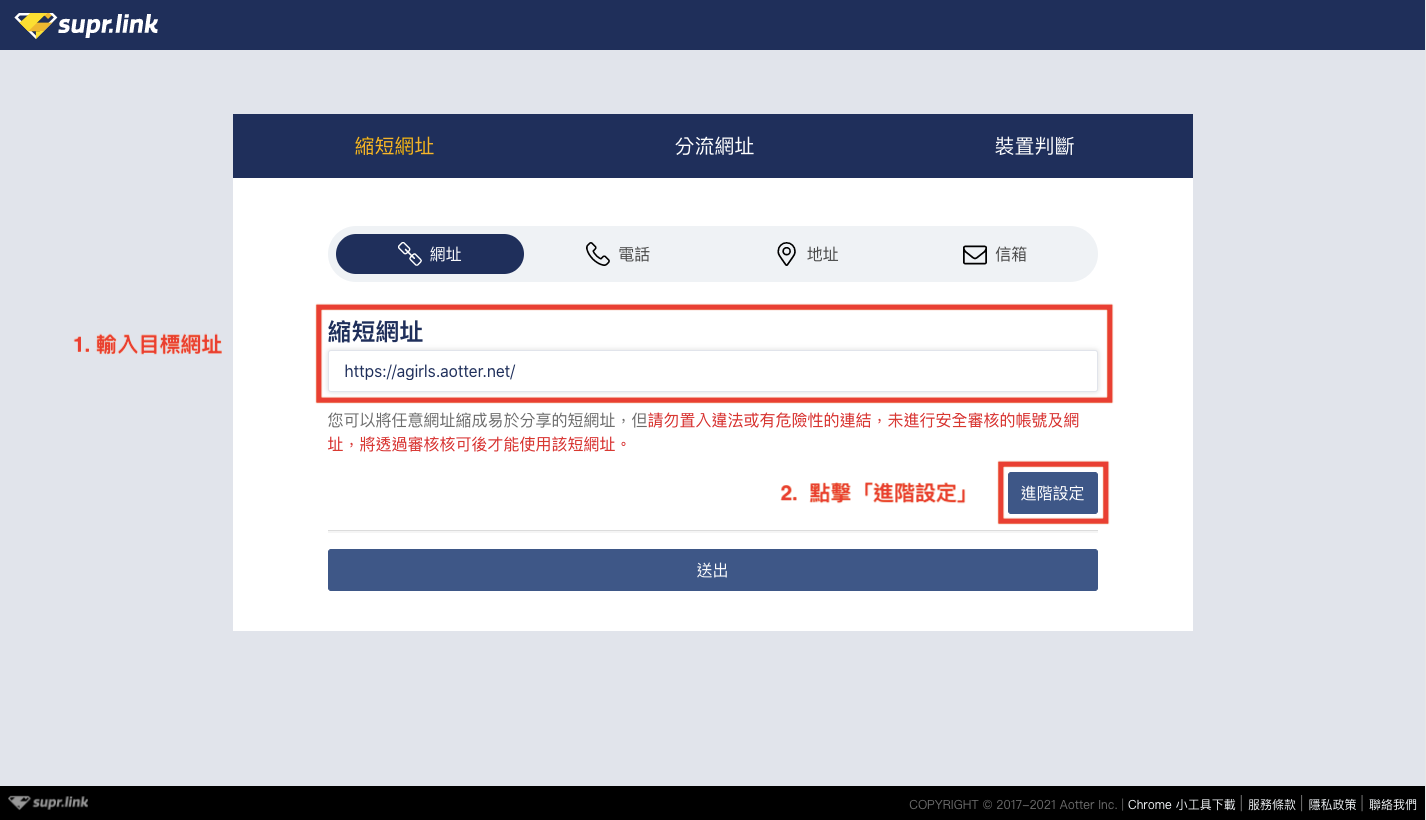 supr.link
縮短網址 分流網址 裝置判斷
網址 電話 地址 信箱
縮短網址
1. 輸入目標網址
https://agirls.aotter.net/
您可以將任意網址縮成易於分享的短網址，但請勿置入違法或有危險性的連結，未進行安全審核的帳號及網
址，將透過審核核可後才能使用該短網址。
2. 點擊「進階設定」 進階設定
送出
supr.link
COPYRIGHT © 2017-2021 Aotter Inc. | Chrome 小工具下載 | 服務條款 | 隱私政策 | 聯絡我們